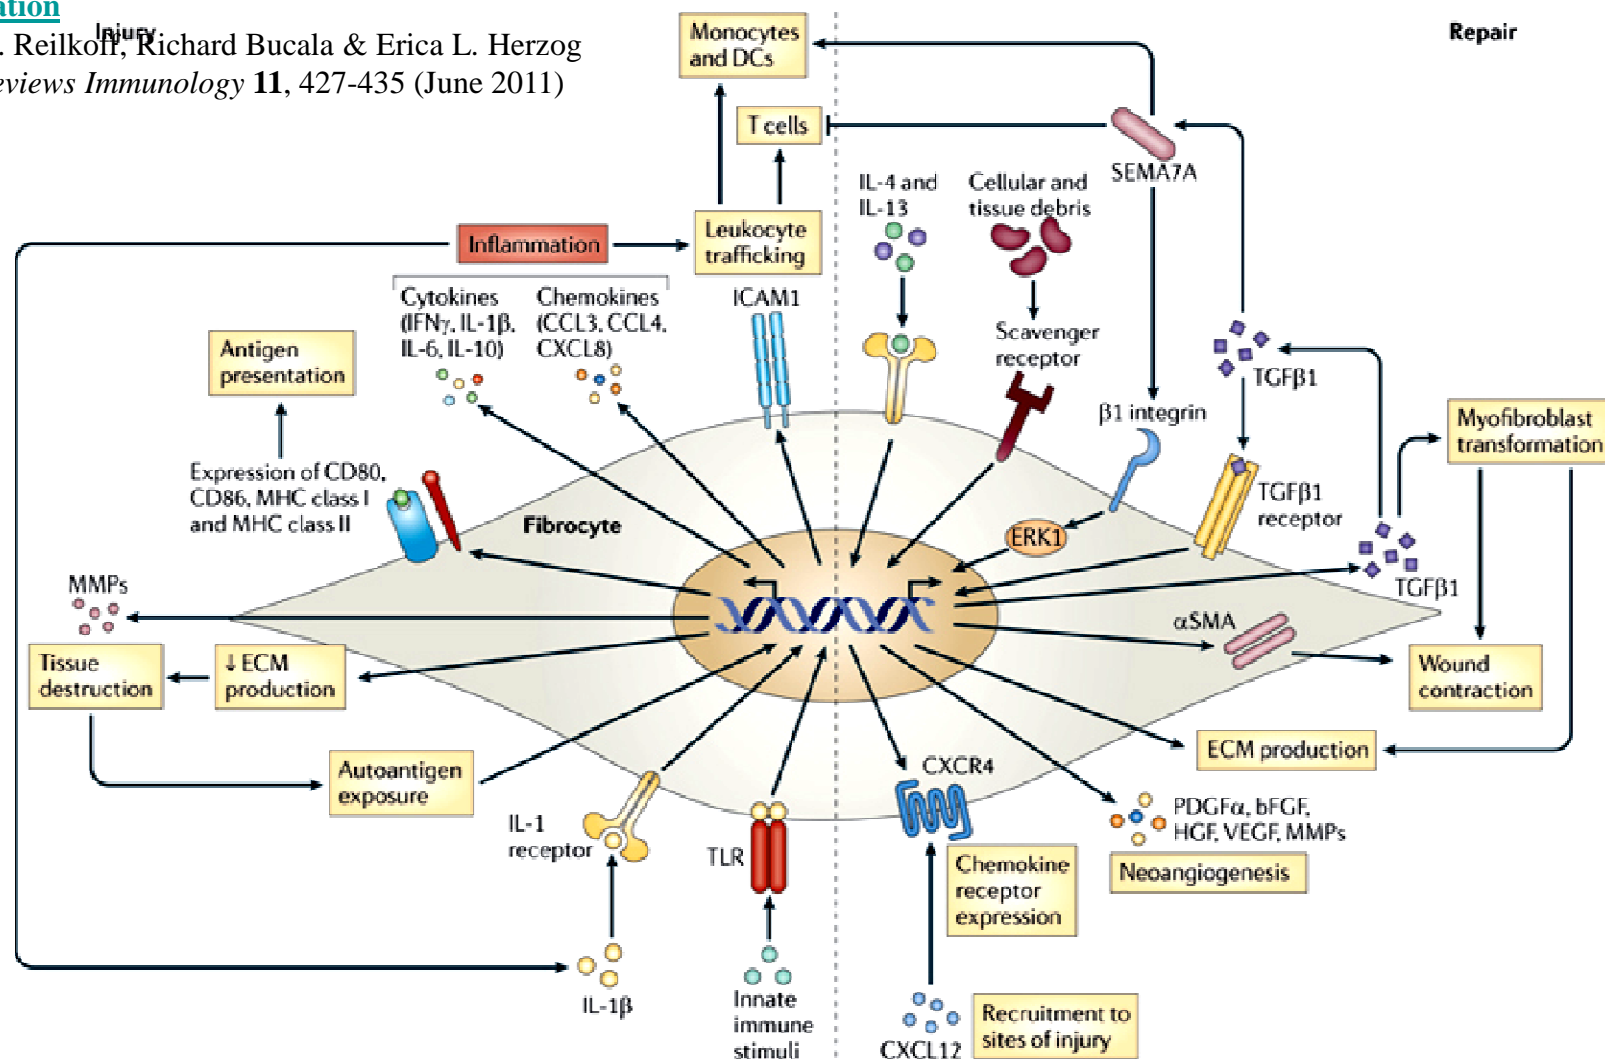 ation
Injury
. Reilkoff, Richard Bucala & Erica L. Herzog
eviews Immunology 11, 427-435 (June 2011)
Repair
Monocytes
and DCs
T cells
SEMA7A
IL-4 and
IL-13
Cellular and
tissue debris
Inflammation
Leukocyte
trafficking
Cytokines
(IFNγ, IL-1β,
IL-6, IL-10)
Chemokines
(CCL3, CCL4,
CXCL8)
ICAM1
Scavenger
receptor
Antigen
presentation
TGFβ1
β1 integrin
Myofibroblast
transformation
Expression of CD80,
CD86, MHC class I
and MHC class II
Fibrocyte
ERK1
TGFβ1
receptor
TGFβ1
MMPs
αSMA
Tissue
destruction
↓ ECM
production
Wound
contraction
ECM production
Autoantigen
exposure
CXCR4
IL-1
receptor
TLR
PDGFα, bFGF,
HGF, VEGF, MMPs
Neoangiogenesis
Chemokine
receptor
expression
IL-1β
Innate
immune
stimuli
CXCL12
Recruitment to
sites of injury